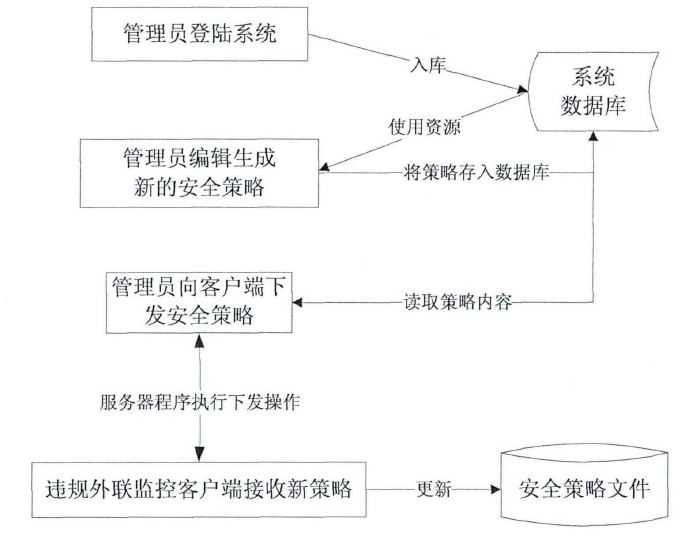 管理员登陆系统
入库
系统
数据库
使用资源
管理员编辑生成
新的安全策略
将策略存入数据库
管理员向客户端下
发安全策略
读取策略内容
服务器程序执行下发操作
违规外联监控客户端接收新策略
更新
安全策略文件